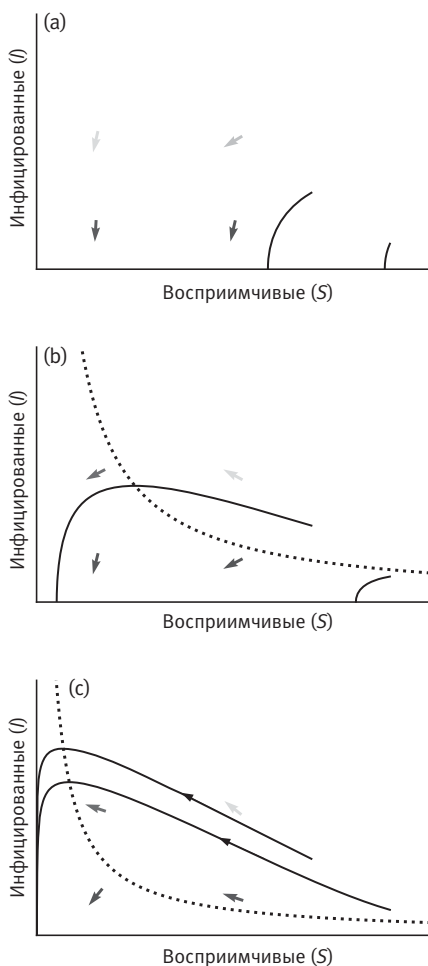 (a)
Инфицированные (I)
Восприимчивые (S)
(b)
Инфицированные (I)
Восприимчивые (S)
(c)
Инфицированные (I)
Восприимчивые (S)